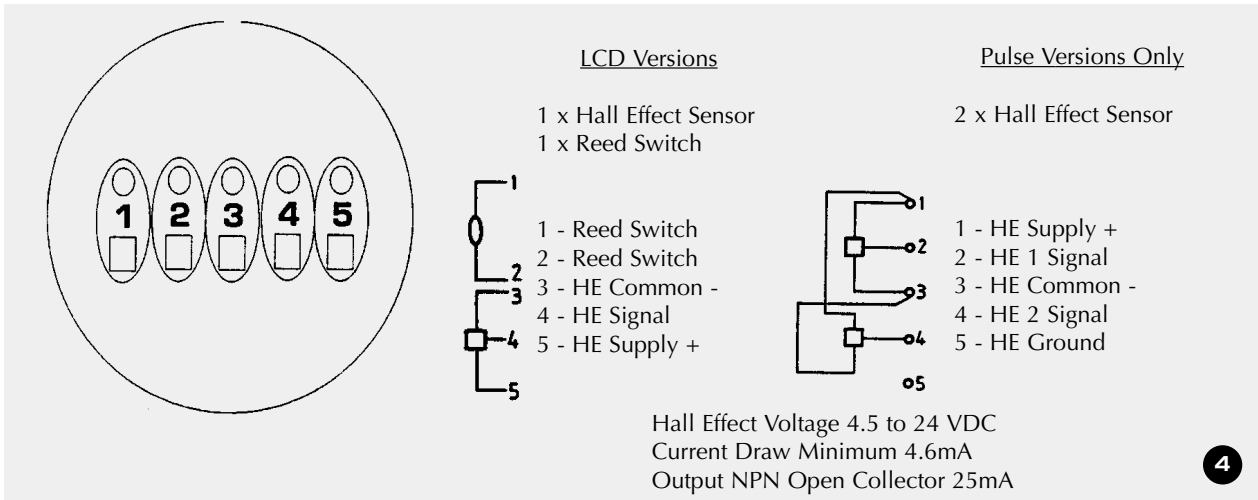 1 2 3 4 5
LCD Versions
1 x Hall Effect Sensor
1 x Reed Switch
1
2
3
4
5
1 - Reed Switch
2 - Reed Switch
3 - HE Common -
4 - HE Signal
5 - HE Supply +
Pulse Versions Only
2 x Hall Effect Sensor
1
2
3
4
5
1 - HE Supply +
2 - HE 1 Signal
3 - HE Common -
4 - HE 2 Signal
5 - HE Ground
Hall Effect Voltage 4.5 to 24 VDC
Current Draw Minimum 4.6mA
Output NPN Open Collector 25mA
4